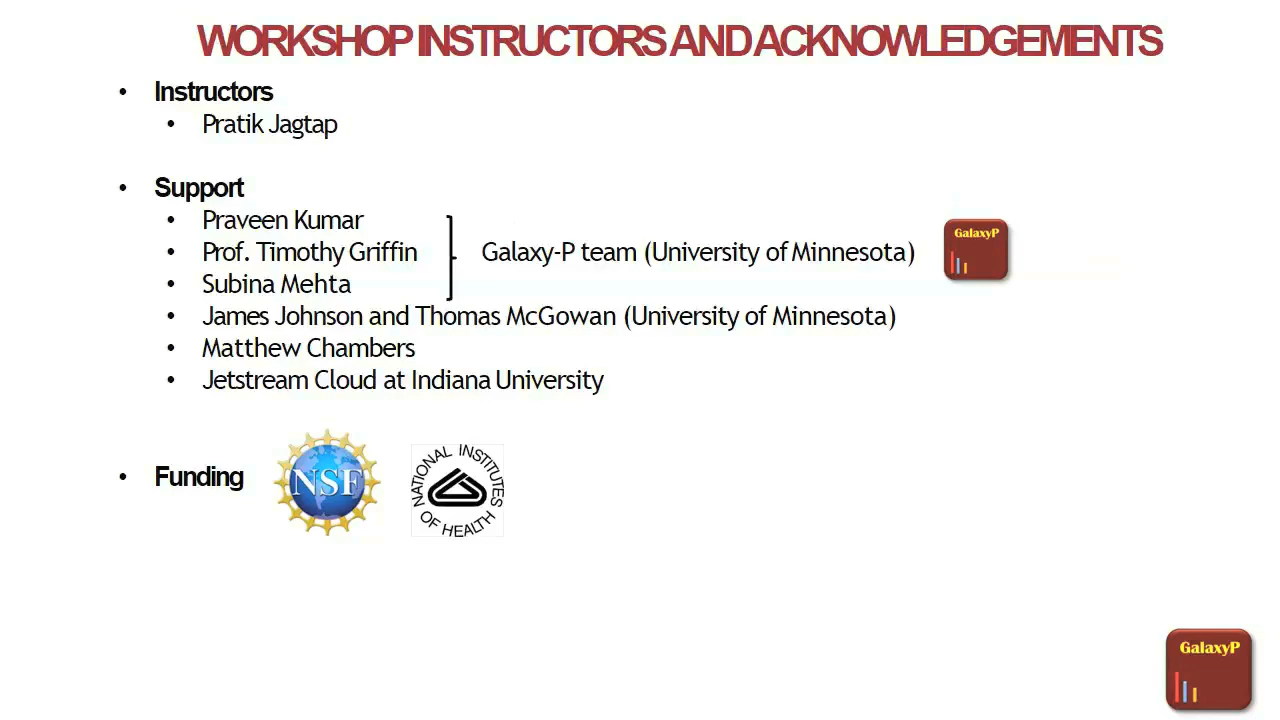 WORKSHOP INSTRUCTORS AND ACKNOWLEDGEMENTS
• Instructors
• Pratik Jagtap
• Support
• Praveen Kumar
• Prof. Timothy Griffin
• Subina Mehta
Galaxy-P team (University of Minnesota)
GalaxyP
• James Johnson and Thomas McGowan (University of Minnesota)
• Matthew Chambers
• Jetstream Cloud at Indiana University
• Funding
NSF
NATIONAL INSTITUTES OF HEALTH
GalaxyP